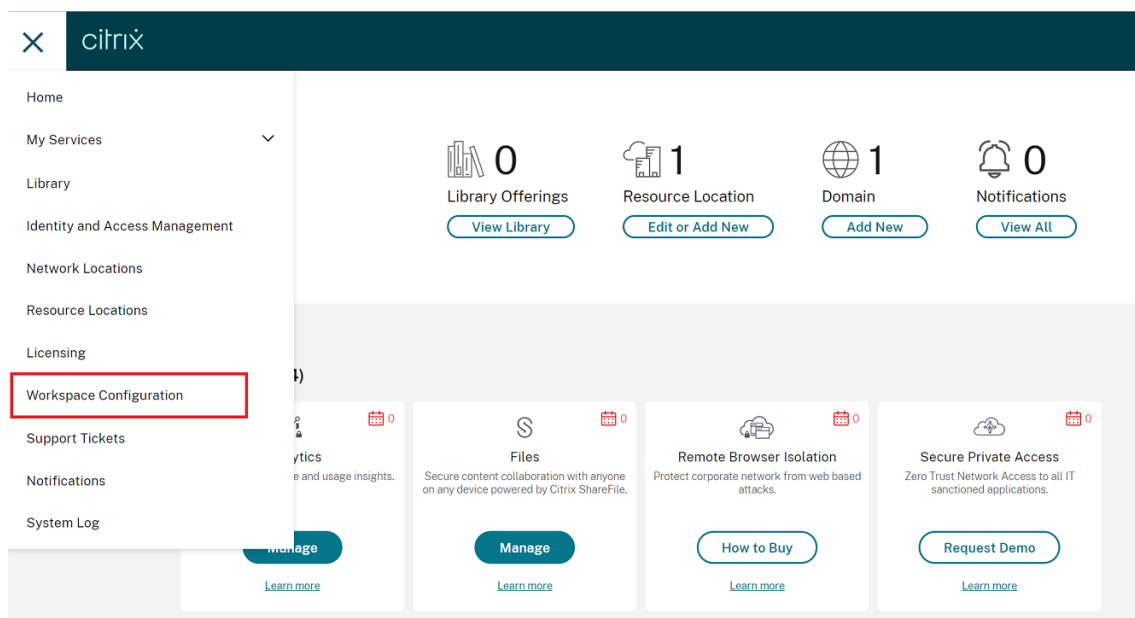 citrix
Home
My Services
Library
Identity and Access Management
Network Locations
Resource Locations
Licensing
Workspace Configuration
Support Tickets
Notifications
System Log
0
Library Offerings
View Library
1
Resource Location
Edit or Add New
1
Domain
Add New
0
Notifications
View All
4)
0
ytics
e and usage insights.
Manage
Learn more
0
Files
Secure content collaboration with anyone
on any device powered by Citrix ShareFile.
Manage
Learn more
0
Remote Browser Isolation
Protect corporate network from web based
attacks.
How to Buy
Learn more
0
Secure Private Access
Zero Trust Network Access to all IT
sanctioned applications.
Request Demo
Learn more